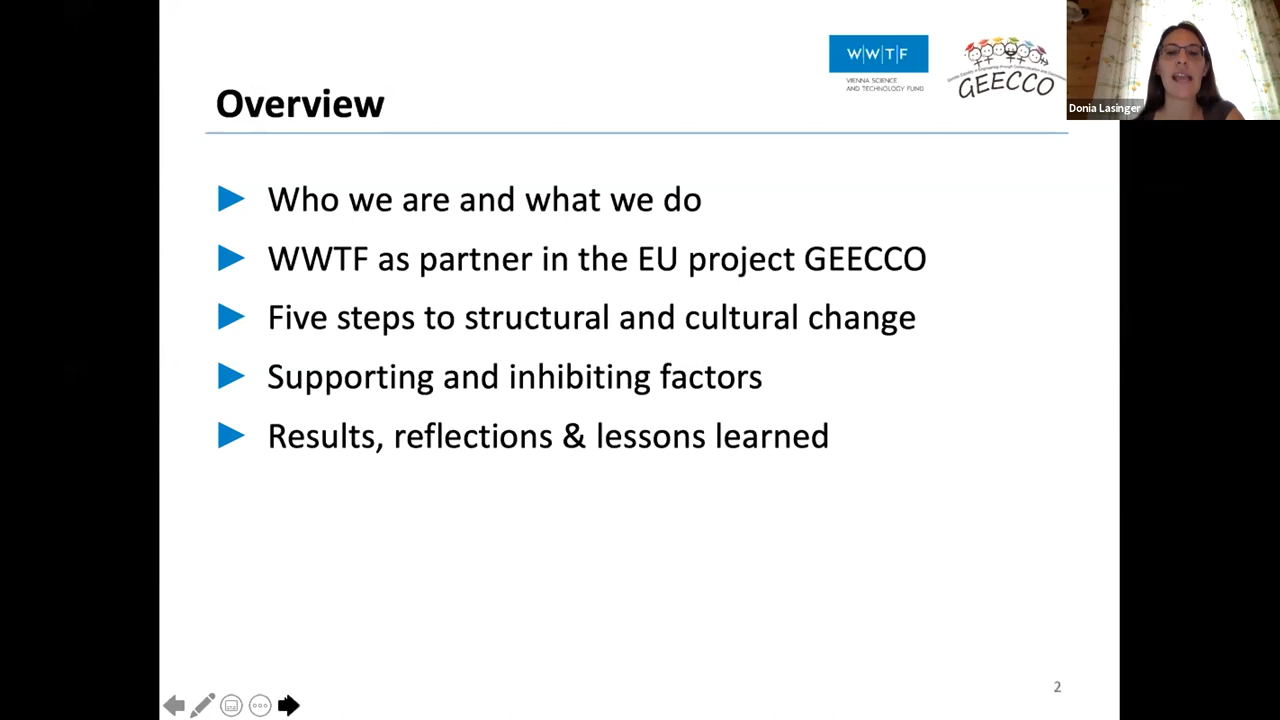 W|W|T|F
VIENNA SCIENCE
AND TECHNOLOGY FUND
GEECCO
Donia Lasinger
Overview
Who we are and what we do
WWTF as partner in the EU project GEECCO
Five steps to structural and cultural change
Supporting and inhibiting factors
Results, reflections & lessons learned
2